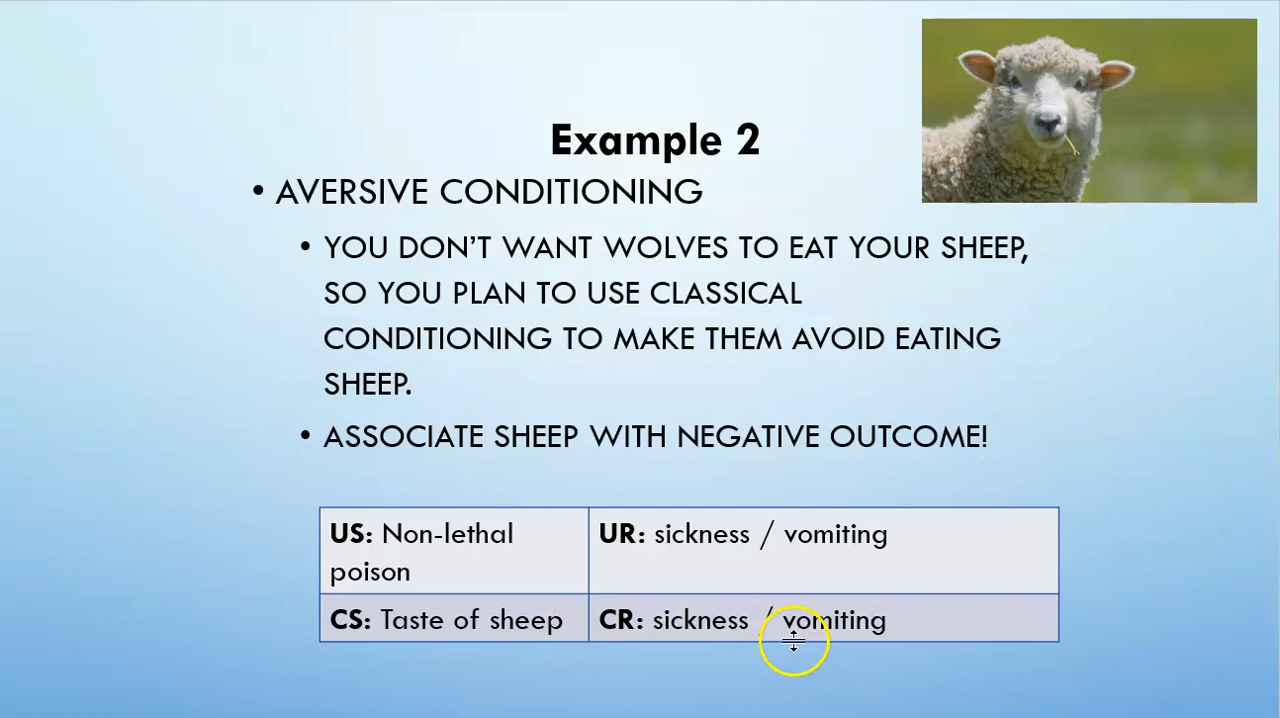 Example 2
• AVERSIVE CONDITIONING
• YOU DON'T WANT WOLVES TO EAT YOUR SHEEP,
SO YOU PLAN TO USE CLASSICAL
CONDITIONING TO MAKE THEM AVOID EATING
SHEEP.
• ASSOCIATE SHEEP WITH NEGATIVE OUTCOME!
US: Non-lethal
poison
UR: sickness / vomiting
CS: Taste of sheep
CR: sickness / vomiting